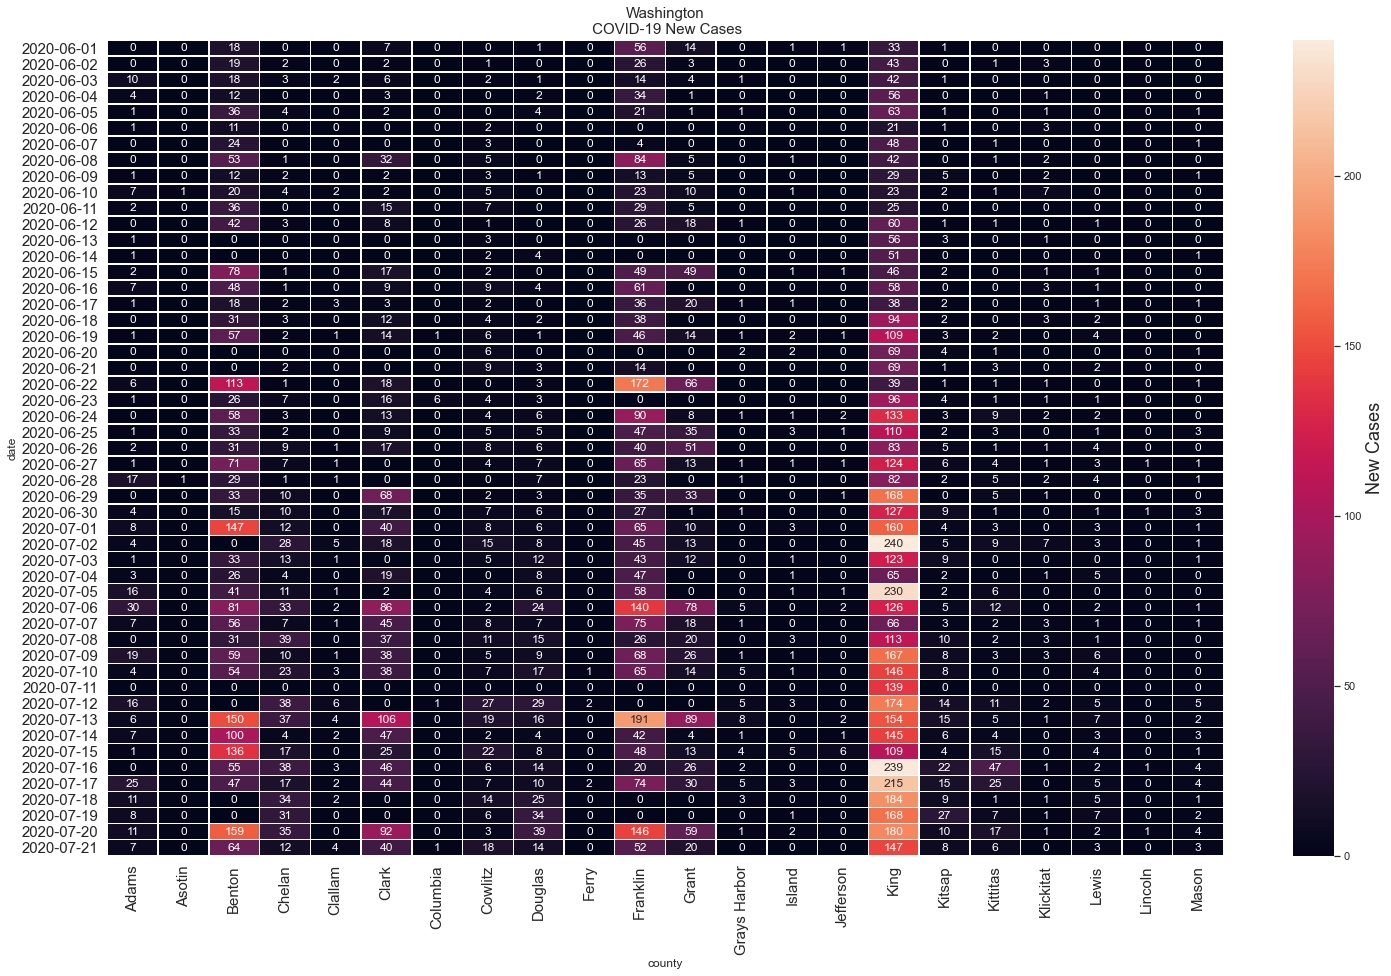 Washington
COVID-19 New Cases
2020-06-01 0 0 18 0 0 7 0 0 1 0 56 14 0 1 1 33 1 0 0 0 0 0
2020-06-02 0 0 19 2 0 2 0 1 0 0 26 3 0 0 0 43 0 1 3 0 0 0
2020-06-03 10 0 18 3 2 6 0 2 1 0 14 4 1 0 0 42 1 0 0 0 0 0
2020-06-04 4 0 12 0 0 3 0 0 2 0 34 1 0 0 0 56 0 0 1 0 0 0
2020-06-05 1 0 36 4 0 2 0 0 4 0 21 1 1 0 0 63 1 0 1 0 0 1
2020-06-06 1 0 11 0 0 0 0 2 0 0 0 0 0 0 0 21 1 0 3 0 0 0
2020-06-07 0 0 24 0 0 0 0 3 0 0 4 0 0 0 0 48 0 1 0 0 0 1
2020-06-08 0 0 53 1 0 32 0 5 0 0 84 5 0 1 0 42 0 1 2 0 0 0
2020-06-09 1 0 12 2 0 2 0 3 1 0 13 5 0 0 0 29 5 0 2 0 0 1
2020-06-10 7 1 20 4 2 2 0 5 0 0 23 10 0 1 0 23 2 1 7 0 0 0
2020-06-11 2 0 36 0 0 15 0 7 0 0 29 5 0 0 0 25 0 0 0 0 0 0
2020-06-12 0 0 42 3 0 8 0 1 0 0 26 18 1 0 0 60 1 1 0 1 0 0
2020-06-13 1 0 0 0 0 0 0 3 0 0 0 0 0 0 0 56 3 0 1 0 0 0
2020-06-14 1 0 0 0 0 0 0 2 4 0 0 0 0 0 0 51 0 0 0 0 0 1
2020-06-15 2 0 78 1 0 17 0 2 0 0 49 49 0 1 1 46 2 0 1 1 0 0
2020-06-16 7 0 48 1 0 9 0 9 4 0 61 0 0 0 0 58 0 0 3 1 0 0
2020-06-17 1 0 18 2 3 3 0 2 0 0 36 20 1 1 0 38 2 0 0 1 0 1
2020-06-18 0 0 31 3 0 12 0 4 2 0 38 0 0 0 0 94 2 0 3 2 0 0
2020-06-19 1 0 57 2 1 14 1 6 1 0 46 14 1 2 1 109 3 2 0 4 0 0
2020-06-20 0 0 0 0 0 0 0 6 0 0 0 0 2 2 0 69 4 1 0 0 0 1
2020-06-21 0 0 0 2 0 0 0 9 3 0 14 0 0 0 0 69 1 3 0 2 0 0
2020-06-22 6 0 113 1 0 18 0 0 3 0 172 66 0 0 0 39 1 1 1 0 0 1
2020-06-23 1 0 26 7 0 16 6 4 3 0 0 0 0 0 0 96 4 1 1 1 0 0
2020-06-24 0 0 58 3 0 13 0 4 6 0 90 8 1 1 2 133 3 9 2 2 0 0
2020-06-25 1 0 33 2 0 9 0 5 5 0 47 35 0 3 1 110 2 3 0 1 0 3
2020-06-26 2 0 31 9 1 17 0 8 6 0 40 51 0 0 0 83 5 1 1 4 0 0
2020-06-27 1 0 71 7 1 0 0 4 7 0 65 13 1 1 1 124 6 4 1 3 1 1
2020-06-28 17 1 29 1 1 0 0 0 7 0 23 0 1 0 0 82 2 5 2 4 0 1
2020-06-29 0 0 33 10 0 68 0 2 3 0 35 33 0 0 1 168 0 5 1 0 0 0
2020-06-30 4 0 15 10 0 17 0 7 6 0 27 1 1 0 0 127 9 1 0 1 1 3
2020-07-01 8 0 147 12 0 40 0 8 6 0 65 10 0 3 0 160 4 3 0 3 0 1
2020-07-02 4 0 0 28 5 18 0 15 8 0 45 13 0 0 0 240 5 9 7 3 0 1
2020-07-03 1 0 33 13 1 0 0 5 12 0 43 12 0 1 0 123 9 0 0 0 0 1
2020-07-04 3 0 26 4 0 19 0 0 8 0 47 0 0 1 0 65 2 0 1 5 0 0
2020-07-05 16 0 41 11 1 2 0 4 6 0 58 0 0 1 1 230 2 6 0 0 0 0
2020-07-06 30 0 81 33 2 86 0 2 24 0 140 78 5 0 2 126 5 12 0 2 0 1
2020-07-07 7 0 56 7 1 45 0 8 7 0 75 18 1 0 0 66 3 2 3 1 0 1
2020-07-08 0 0 31 39 0 37 0 11 15 0 26 20 0 3 0 113 10 2 3 1 0 0
2020-07-09 19 0 59 10 1 38 0 5 9 0 68 26 1 1 0 167 8 3 3 6 0 0
2020-07-10 4 0 54 23 3 38 0 7 17 1 65 14 5 1 0 146 8 0 0 4 0 0
2020-07-11 0 0 0 0 0 0 0 0 0 0 0 0 0 0 0 139 0 0 0 0 0 0
2020-07-12 16 0 0 38 6 0 1 27 29 2 0 0 5 3 0 174 14 11 2 5 0 5
2020-07-13 6 0 150 37 4 106 0 19 16 0 191 89 8 0 2 154 15 5 1 7 0 2
2020-07-14 7 0 100 4 2 47 0 2 4 0 42 4 1 0 1 145 6 4 0 3 0 3
2020-07-15 1 0 136 17 0 25 0 22 8 0 48 13 4 5 6 109 4 15 0 4 0 1
2020-07-16 0 0 55 38 3 46 0 6 14 0 20 26 2 0 0 239 22 47 1 2 1 4
2020-07-17 25 0 47 17 2 44 0 7 10 2 74 30 5 3 0 215 15 25 0 5 0 4
2020-07-18 11 0 0 34 2 0 0 14 25 0 0 0 3 0 0 184 9 1 1 5 0 1
2020-07-19 8 0 0 31 0 0 0 6 34 0 0 0 0 1 0 168 27 7 1 7 0 2
2020-07-20 11 0 159 35 0 92 0 3 39 0 146 59 1 2 0 180 10 17 1 2 1 4
2020-07-21 7 0 64 12 4 40 1 18 14 0 52 20 0 0 0 147 8 6 0 3 0 3
date
Adams Asotin Benton Chelan Clallam Clark Columbia Cowlitz Douglas Ferry Franklin Grant Grays Harbor Island Jefferson King Kitsap Kittitas Klickitat Lewis Lincoln Mason
county
200
150
100
50
0
New Cases